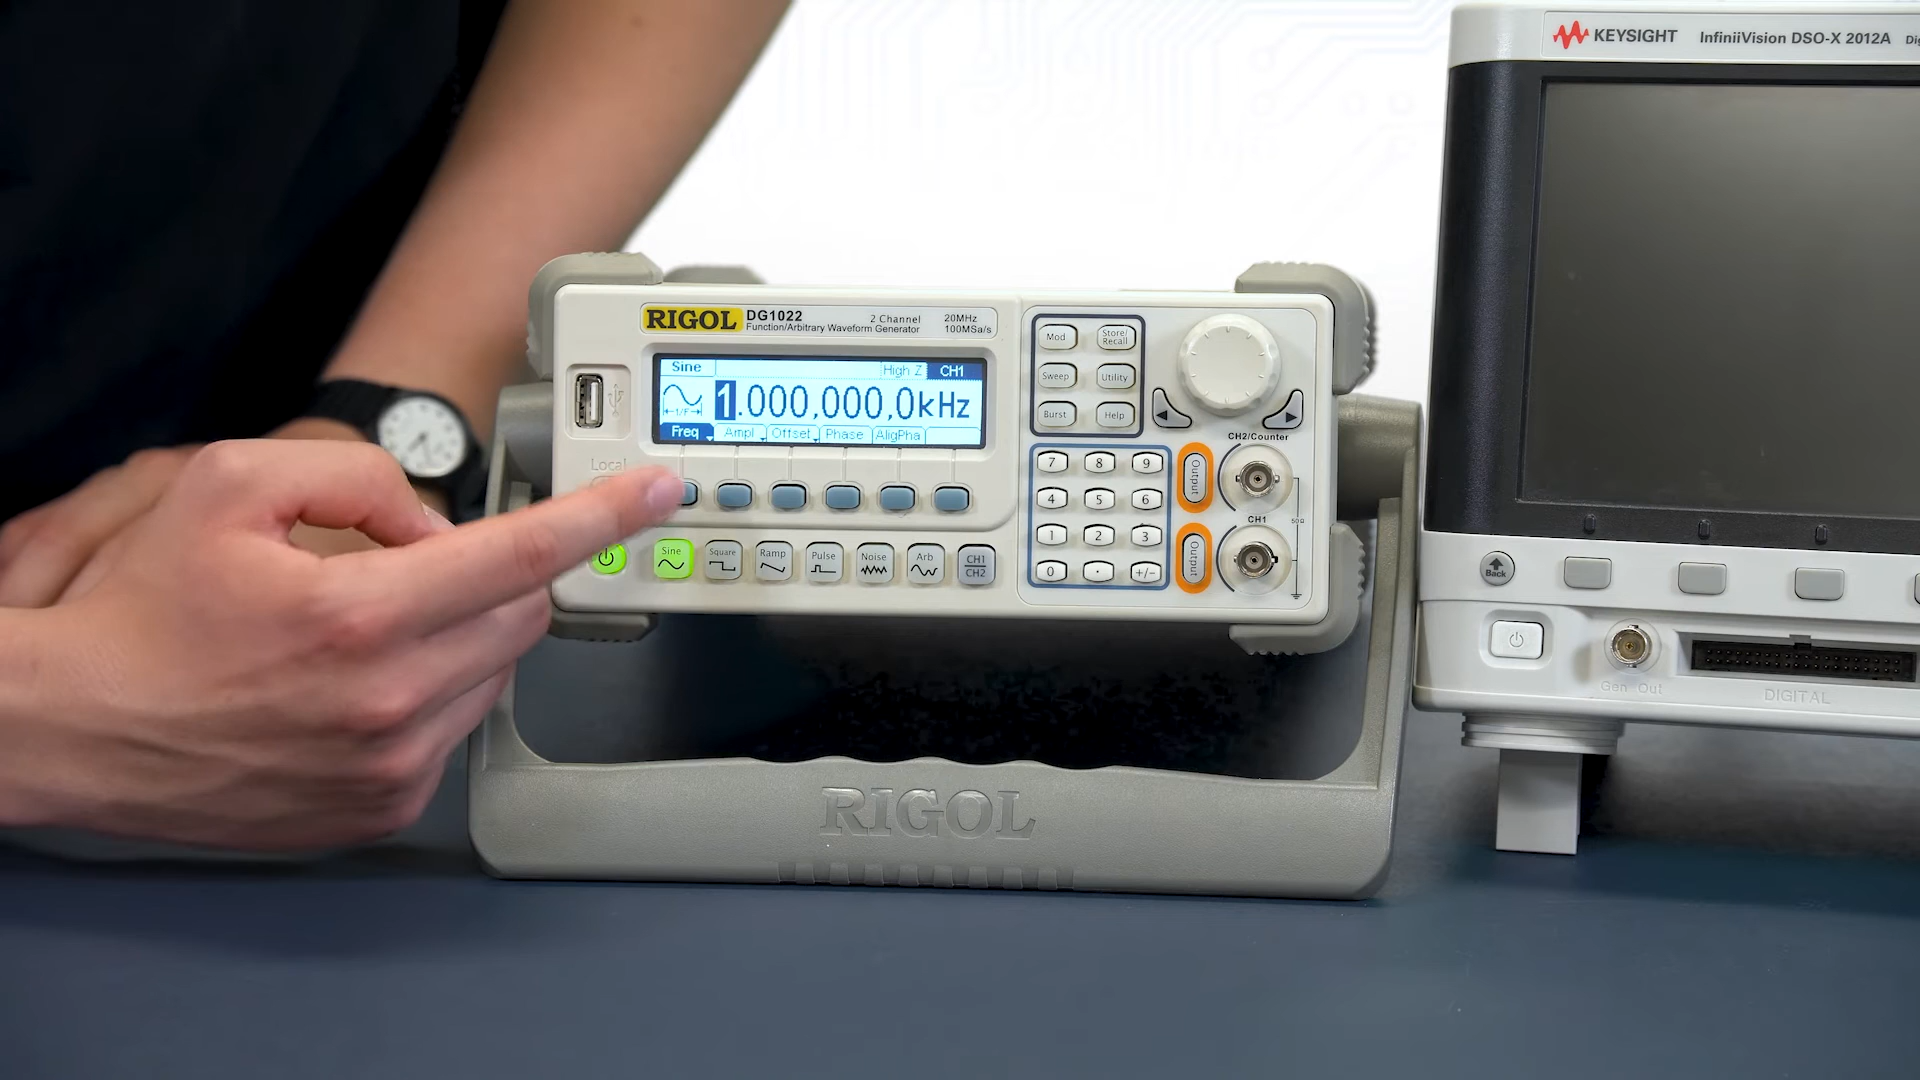 KEYSIGHT InfiniiVision DSO-X 2012A
RIGOL DG1022 2 Channel 20MHz
Function/Arbitrary Waveform Generator 100MSa/s
Sine High Z CH1
1/F
1.000,000,0kHz
Freq Ampl Offset Phase AligPha
Local
Sine Square Ramp Pulse Noise Arb CH1
CH2
Mod Store/
Recall
Sweep Utility
Burst Help
CH2/Counter
7 8 9
4 5 6
1 2 3
0 . +/−
Output
CH1
50Ω
Output
RIGOL
Back
Gen Out
DIGITAL